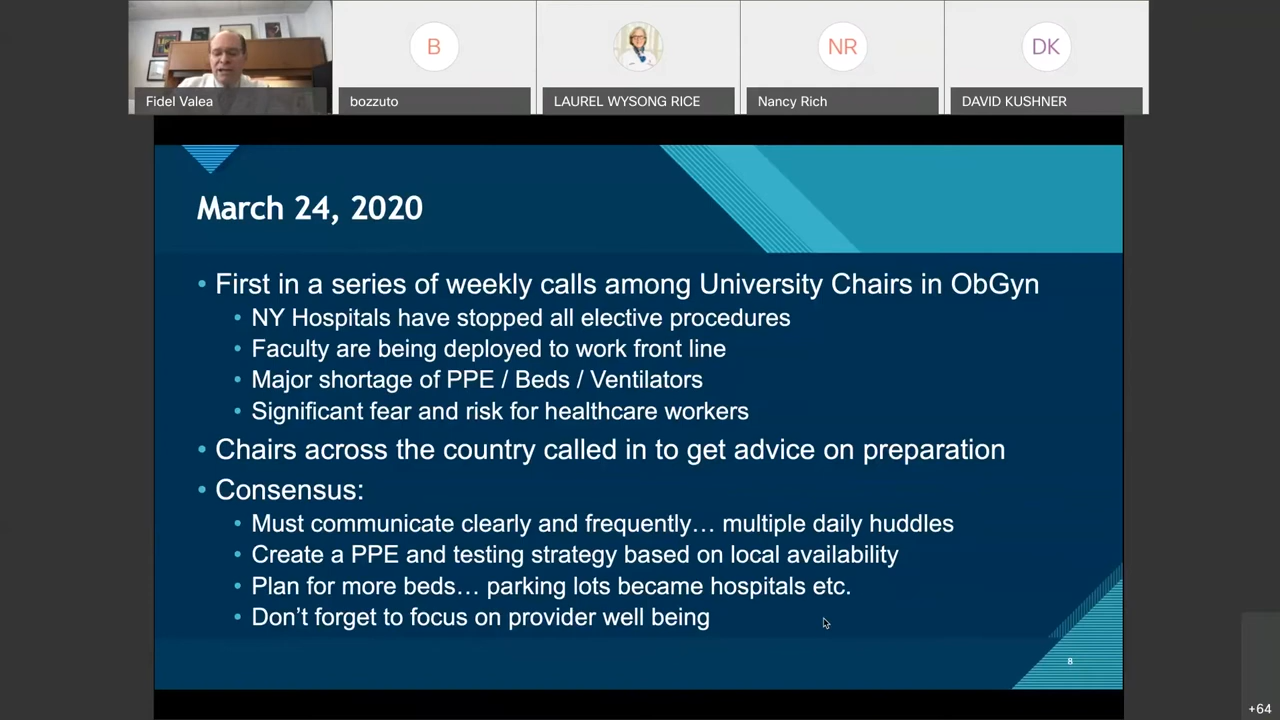 B
NR
DK
Fidel Valea
bozzuto
LAUREL WYSONG RICE
Nancy Rich
DAVID KUSHNER
March 24, 2020
• First in a series of weekly calls among University Chairs in ObGyn
• NY Hospitals have stopped all elective procedures
• Faculty are being deployed to work front line
• Major shortage of PPE / Beds / Ventilators
• Significant fear and risk for healthcare workers
• Chairs across the country called in to get advice on preparation
• Consensus:
• Must communicate clearly and frequently… multiple daily huddles
• Create a PPE and testing strategy based on local availability
• Plan for more beds… parking lots became hospitals etc.
• Don’t forget to focus on provider well being
8
+64